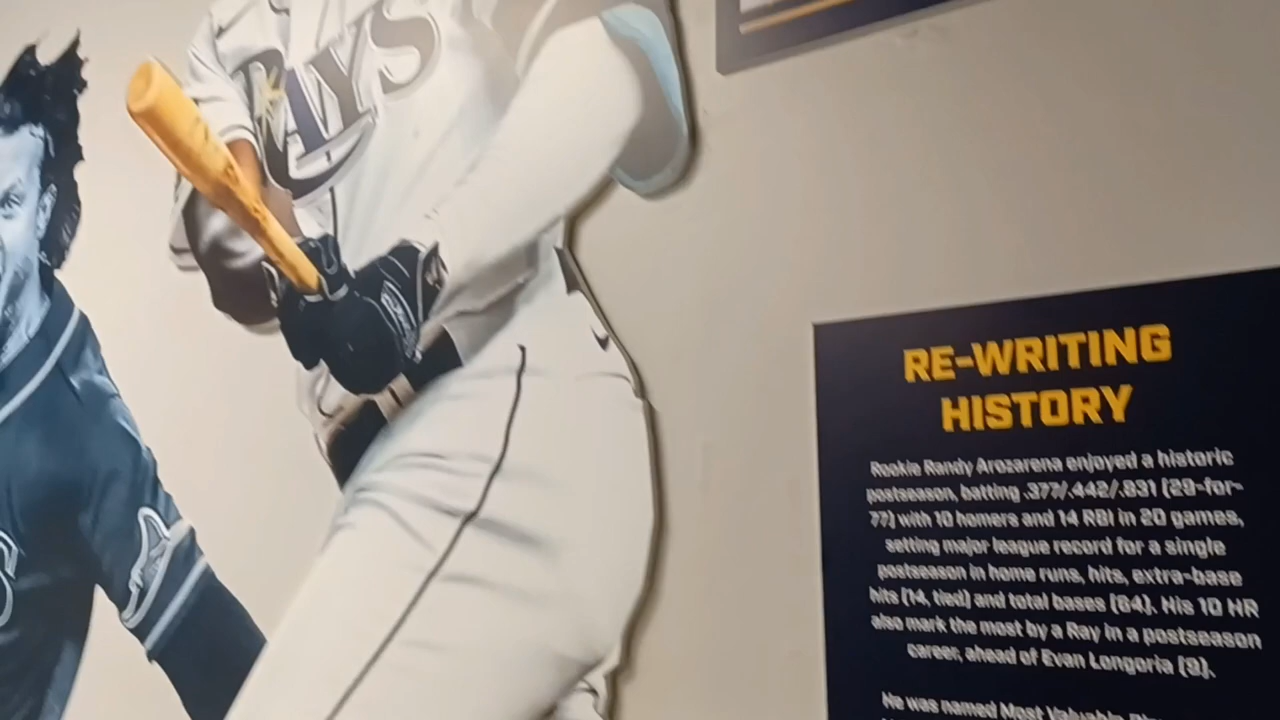 RAYS
RE-WRITING
HISTORY
Rookie Randy Arozarena enjoyed a historic
postseason, batting .377/.442/.831 (29-for-
77) with 10 homers and 14 RBI in 20 games,
setting major league record for a single
postseason in home runs, hits, extra-base
hits (14, tied) and total bases (64). His 10 HR
also mark the most by a Ray in a postseason
career, ahead of Evan Longoria (9).
He was named Most Valuable